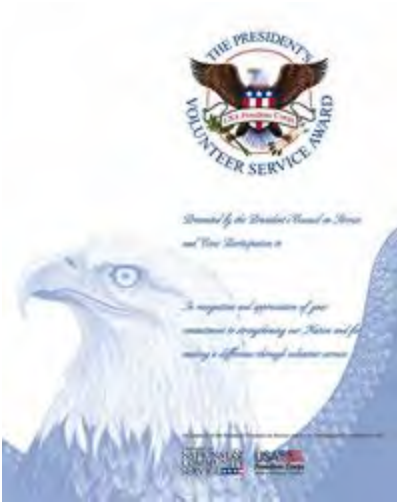 THE PRESIDENT'S
VOLUNTEER SERVICE AWARD
USA Freedom Corps
Presented by the President's Council on Service
and Civic Participation to
In recognition and appreciation of your
commitment to strengthening our Nation and for
making a difference through volunteer service
NATIONAL &
COMMUNITY
SERVICE
USA
Freedom Corps